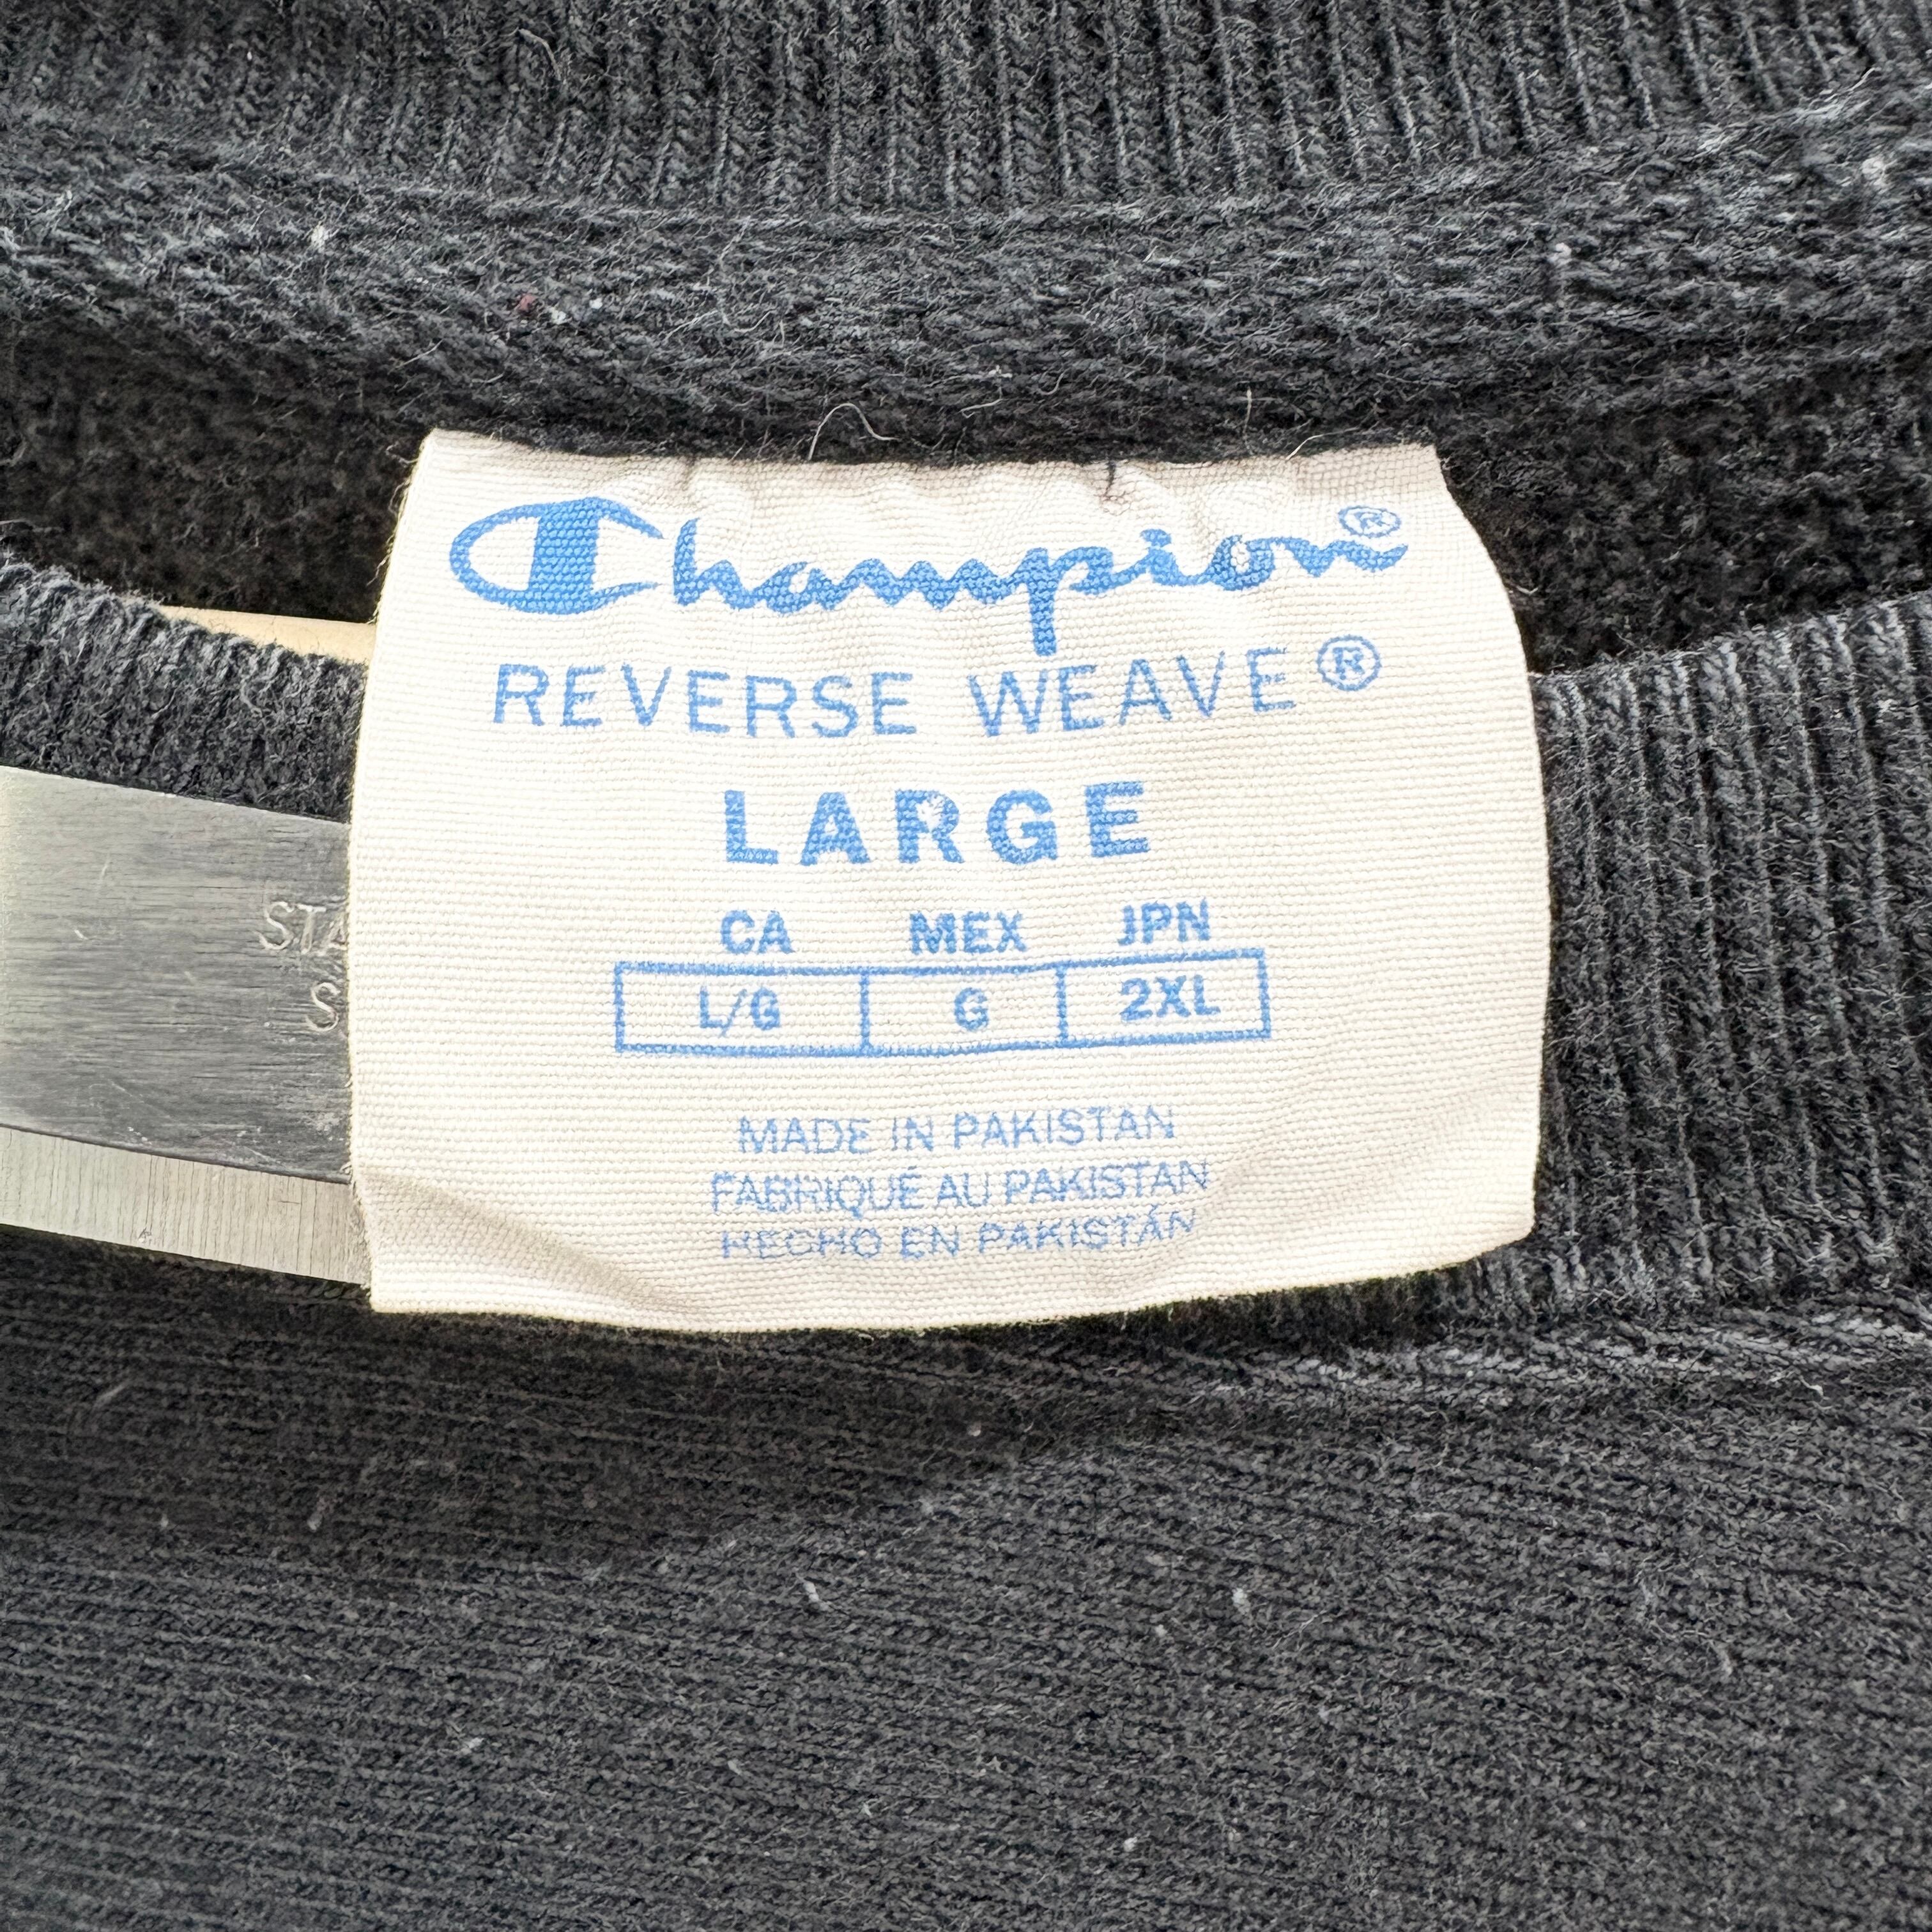 Champion®
REVERSE WEAVE®
LARGE
CA MEX JPN
L/G G 2XL
MADE IN PAKISTAN
FABRIQUÉ AU PAKISTAN
HECHO EN PAKISTÁN